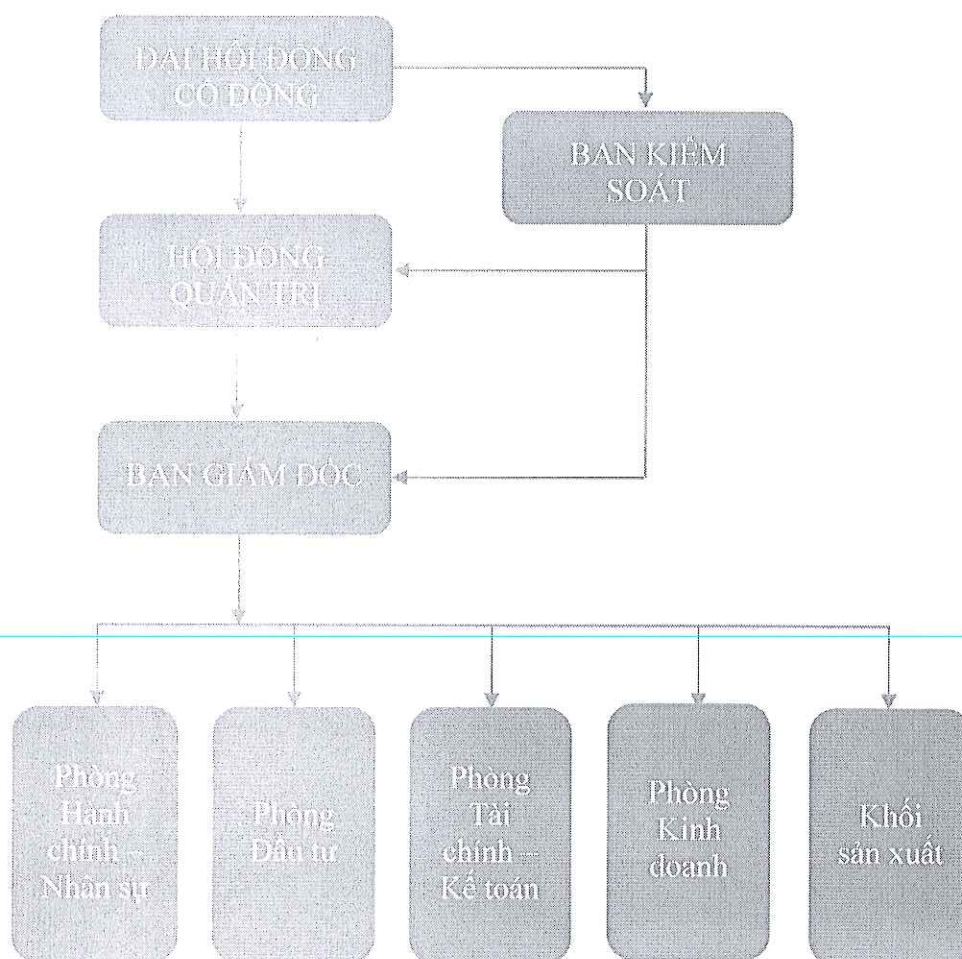 ĐẠI HỘI ĐỒNG
CỔ ĐÔNG
BAN KIỂM
SOÁT
HỘI ĐỒNG
QUẢN TRỊ
BAN GIÁM ĐỐC
Phòng
Hành
chính –
Nhân sự
Phòng
Đầu tư
Phòng
Tài
chính –
Kế toán
Phòng
Kinh
doanh
Khối
sản xuất